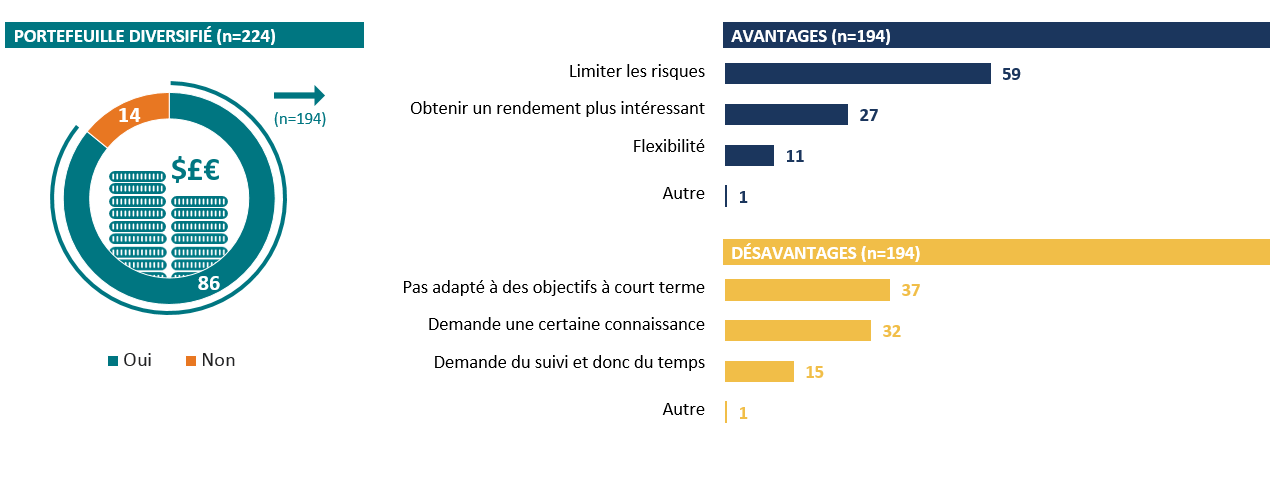 PORTEFEUILLE DIVERSIFIÉ (n=224)
14
(n=194)
$£€
86
Oui
Non
AVANTAGES (n=194)
Limiter les risques 59
Obtenir un rendement plus intéressant 27
Flexibilité 11
Autre 1
DÉSAVANTAGES (n=194)
Pas adapté à des objectifs à court terme 37
Demande une certaine connaissance 32
Demande du suivi et donc du temps 15
Autre 1